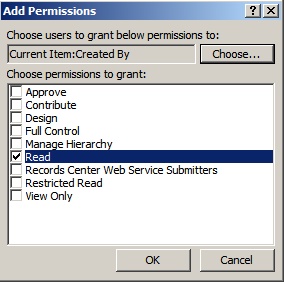 Add Permissions
Choose users to grant below permissions to:
Current Item:Created By
Choose...
Choose permissions to grant:
Approve
Contribute
Design
Full Control
Manage Hierarchy
Read
Records Center Web Service Submitters
Restricted Read
View Only
OK
Cancel